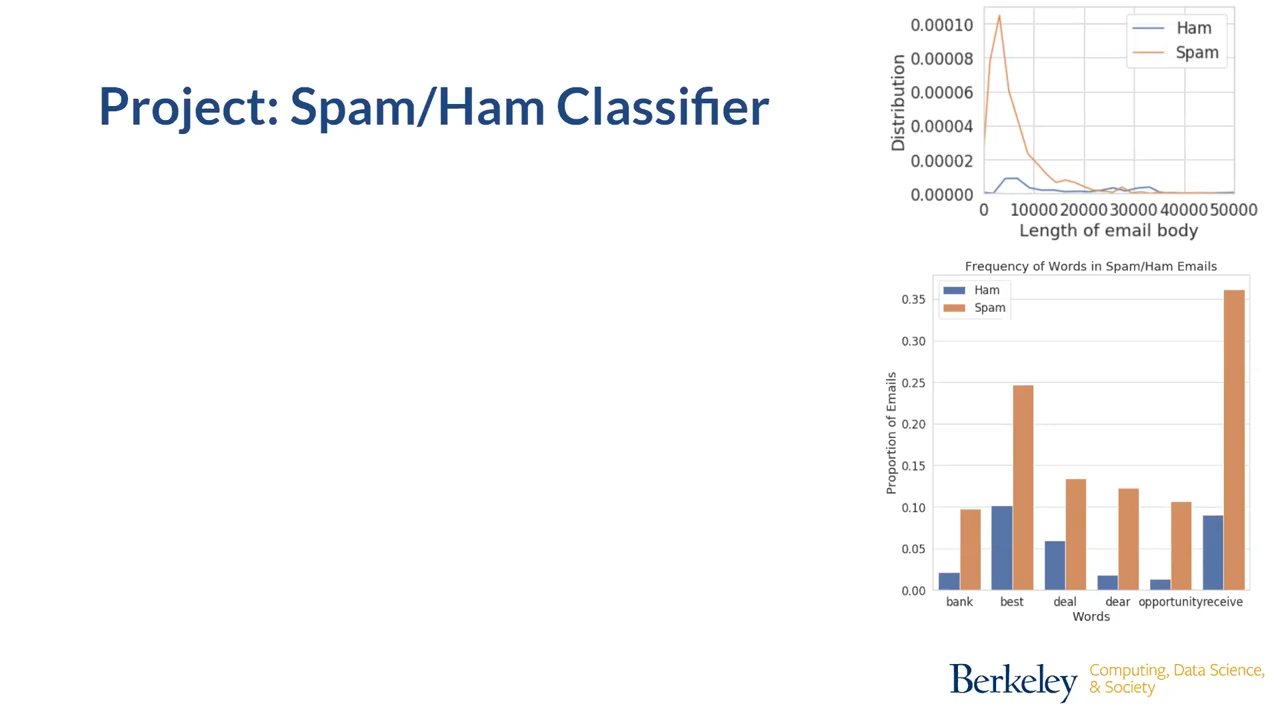 Project: Spam/Ham Classifier
0.00010
0.00008
0.00006
0.00004
0.00002
0.00000
Distribution
Ham
Spam
0 10000 20000 30000 40000 50000
Length of email body
Frequency of Words in Spam/Ham Emails
Ham
Spam
0.35
0.30
0.25
0.20
0.15
0.10
0.05
0.00
Proportion of Emails
bank best deal dear opportunity receive
Words
Berkeley
Computing, Data Science,
& Society